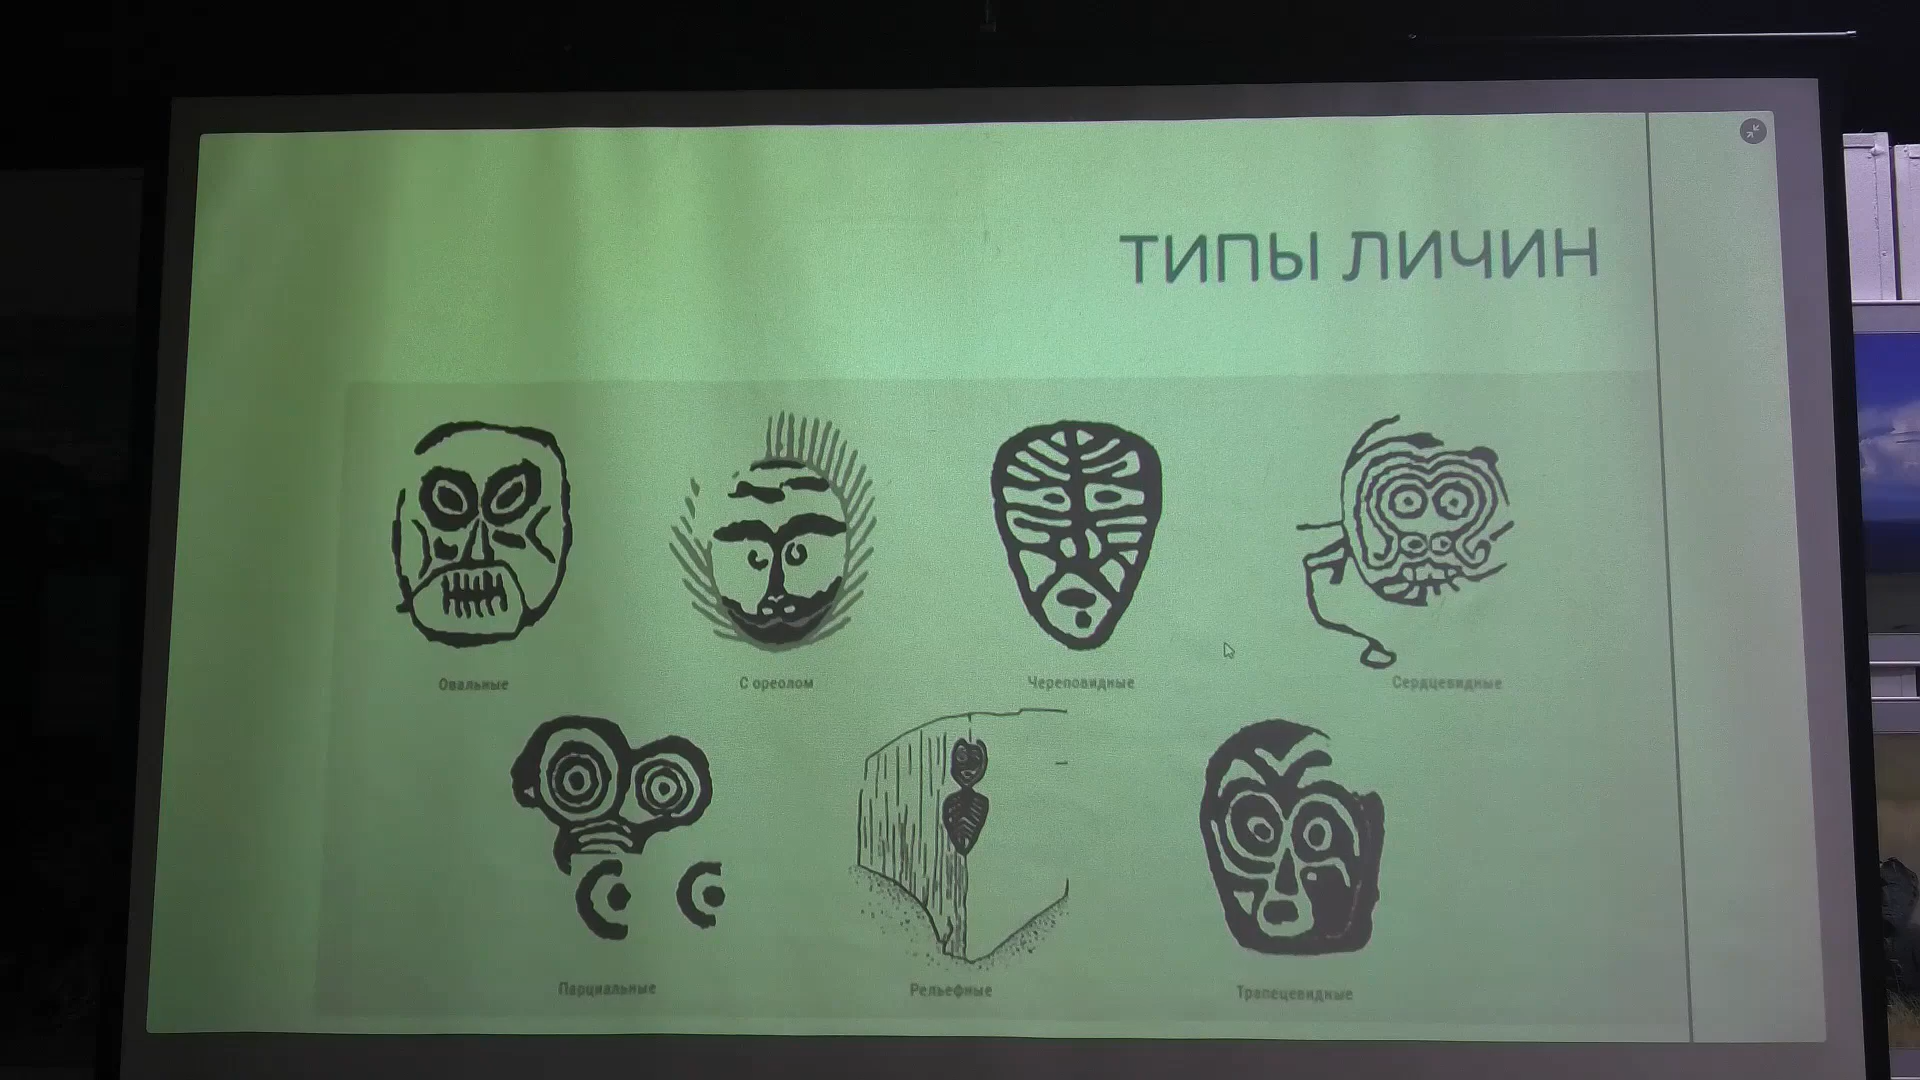 ТИПЫ ЛИЧИН
Овальные
С ореолом
Череповидные
Сердцевидные
Парциальные
Рельефные
Трапецевидные